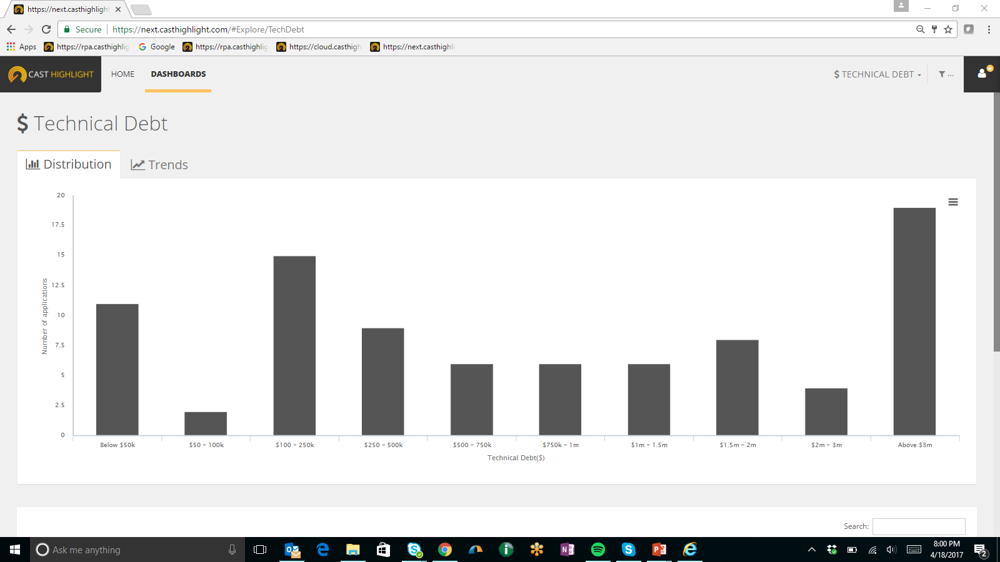 https://next.casthighlight
Secure
https://next.casthighlight.com/#Explore/TechDebt
Apps
https://rpa.casthighlig
Google
https://rpa.casthighlig
https://cloud.casthigh
https://next.casthighli
CAST HIGHLIGHT
HOME
DASHBOARDS
$ TECHNICAL DEBT
...
$ Technical Debt
Distribution
Trends
20
17.5
15
12.5
10
7.5
5
2.5
0
Number of applications
Below $50k
$50 - 100k
$100 - 250k
$250 - 500k
$500 - 750k
$750k - 1m
$1m - 1.5m
$1.5m - 2m
$2m - 3m
Above $3m
Technical Debt($)
Search:
Ask me anything
8:00 PM
4/18/2017
2